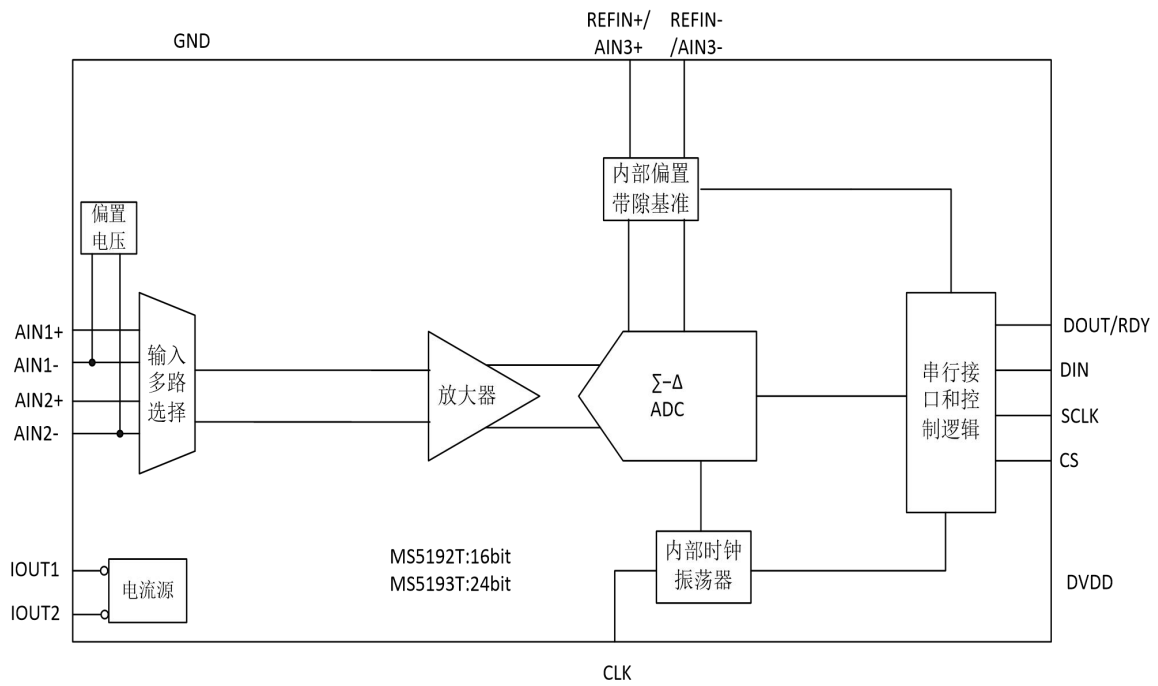 REFIN+/ REFIN-
AIN3+ /AIN3-
GND
内部偏置
带隙基准
偏置
电压
AIN1+
AIN1-
AIN2+
AIN2-
输入
多路
选择
放大器
∑-Δ
ADC
串行接
口和控
制逻辑
DOUT/RDY
DIN
SCLK
CS
IOUT1
IOUT2
电流源
MS5192T:16bit
MS5193T:24bit
内部时钟
振荡器
DVDD
CLK